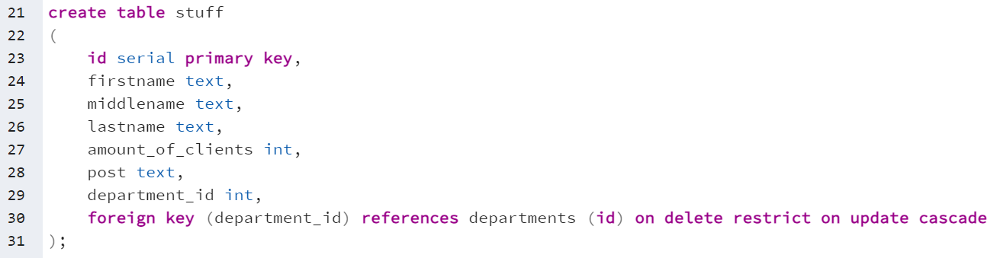 21 create table stuff
22 (
23     id serial primary key,
24     firstname text,
25     middlename text,
26     lastname text,
27     amount_of_clients int,
28     post text,
29     department_id int,
30     foreign key (department_id) references departments (id) on delete restrict on update cascade
31 );